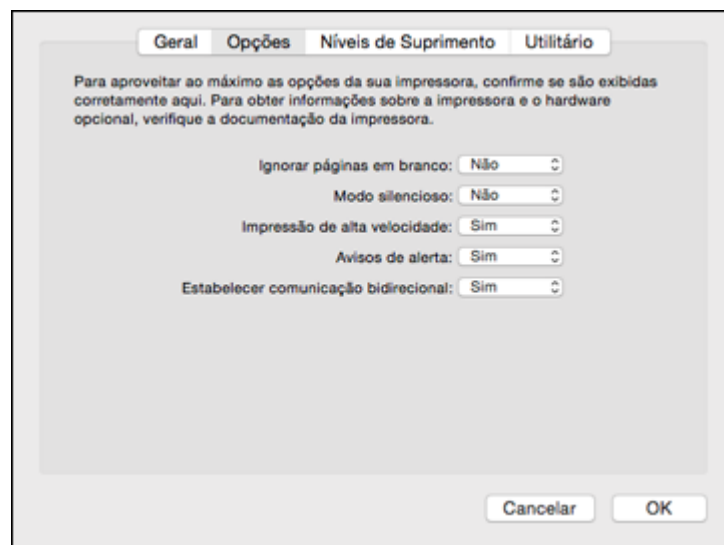 Geral Opções Níveis de Suprimento Utilitário
Para aproveitar ao máximo as opções da sua impressora, confirme se são exibidas
corretamente aqui. Para obter informações sobre a impressora e o hardware
opcional, verifique a documentação da impressora.
Ignorar páginas em branco: Não
Modo silencioso: Não
Impressão de alta velocidade: Sim
Avisos de alerta: Sim
Estabelecer comunicação bidirecional: Sim
Cancelar OK